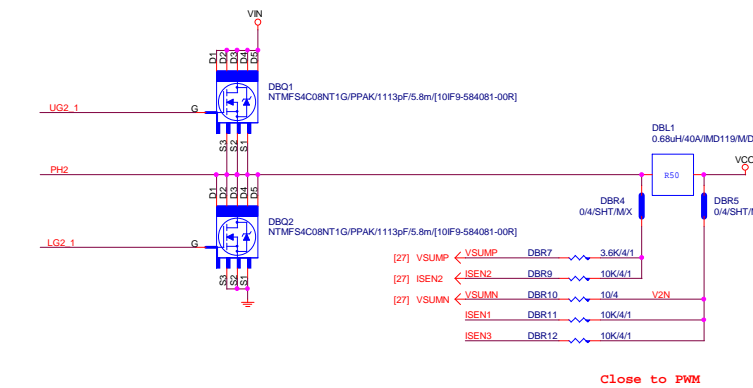 VIN
D1 D2 D3 D4 D5
DBQ1
NTMFS4C08NT1G/PPAK/1113pF/5.8m/[10IF9-584081-00R]
UG2_1
G
S3 S2 S1
DBL1
0.68uH/40A/IMD119/M/D
VCO
R50
PH2
D1 D2 D3 D4 D5
DBR4
0/4/SHT/M/X
DBR5
0/4/SHT/M
DBQ2
NTMFS4C08NT1G/PPAK/1113pF/5.8m/[10IF9-584081-00R]
LG2_1
G
S3 S2 S1
[27] VSUMP VSUMP DBR7 3.6K/4/1
[27] ISEN2 ISEN2 DBR9 10K/4/1
[27] VSUMN VSUMN DBR10 10/4 V2N
ISEN1 DBR11 10K/4/1
ISEN3 DBR12 10K/4/1
Close to PWM